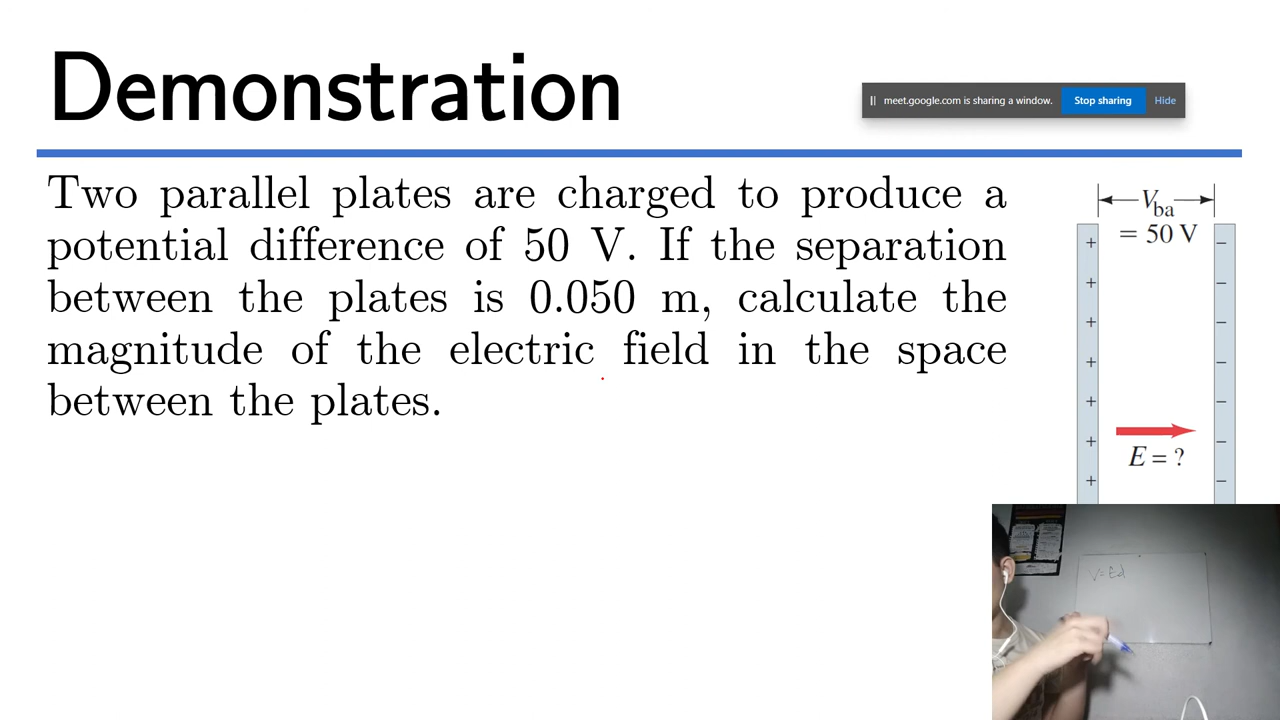 Demonstration
meet.google.com is sharing a window.
Stop sharing
Hide
Two parallel plates are charged to produce a
potential difference of 50 V. If the separation
between the plates is 0.050 m, calculate the
magnitude of the electric field in the space
between the plates.
V_ba
= 50 V
+ −
+ −
+ −
+ −
+ −
+ −
+ −
E = ?
V=Ed